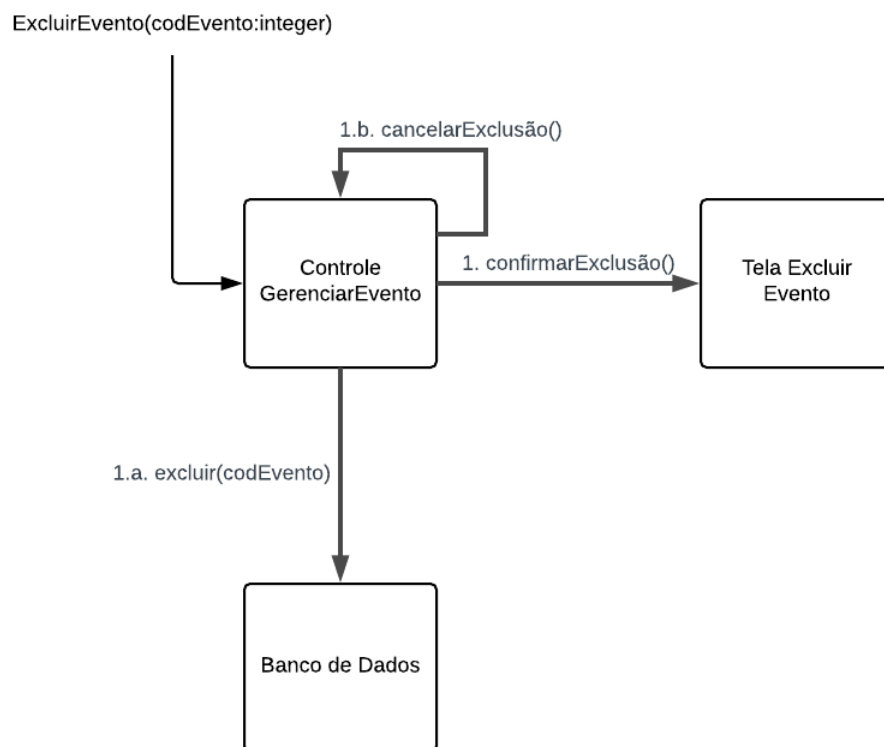 ExcluirEvento(codEvento:integer)
1.b. cancelarExclusão()
Controle
GerenciarEvento
1. confirmarExclusão()
Tela Excluir
Evento
1.a. excluir(codEvento)
Banco de Dados